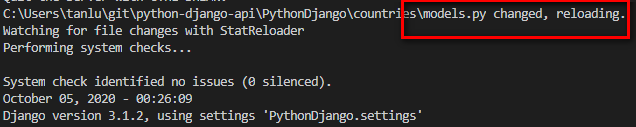 C:\Users\tanlu\git\python-django-api\PythonDjango\countries\models.py changed, reloading.
Watching for file changes with StatReloader
Performing system checks...
System check identified no issues (0 silenced).
October 05, 2020 - 00:26:09
Django version 3.1.2, using settings 'PythonDjango.settings'